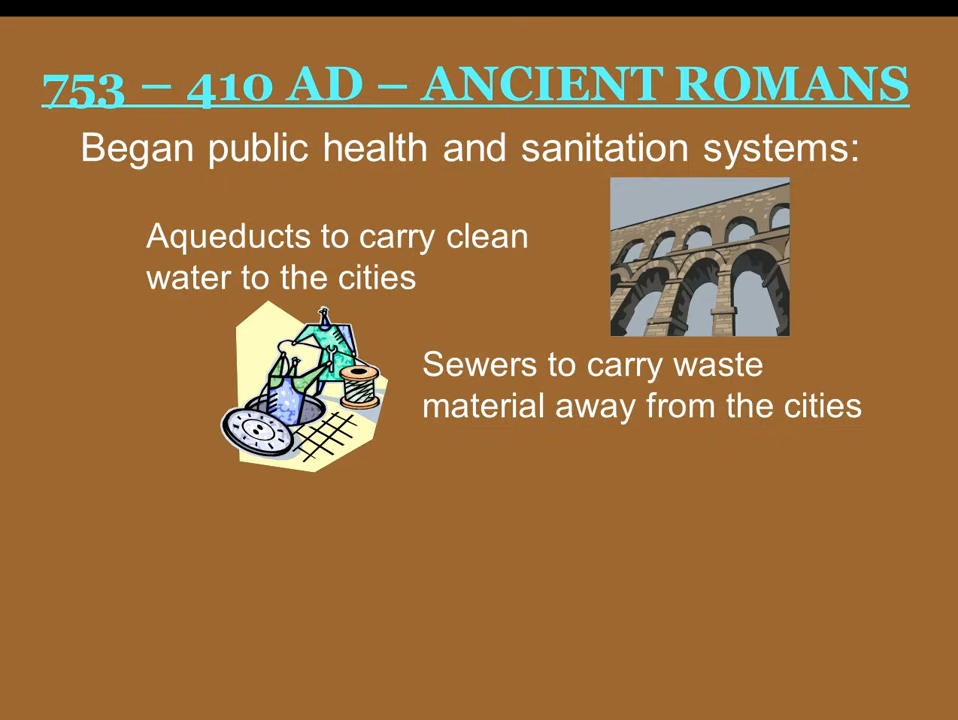 753 – 410 AD – ANCIENT ROMANS
Began public health and sanitation systems:
Aqueducts to carry clean
water to the cities
Sewers to carry waste
material away from the cities